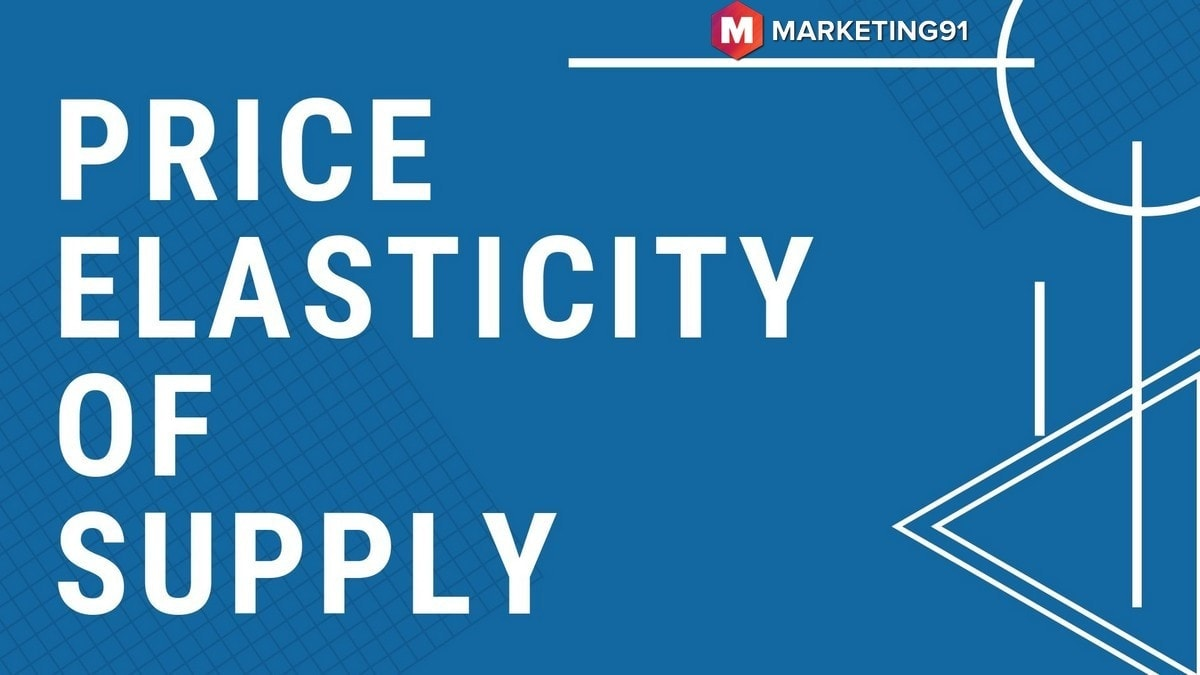 M MARKETING91
PRICE
ELASTICITY
OF
SUPPLY